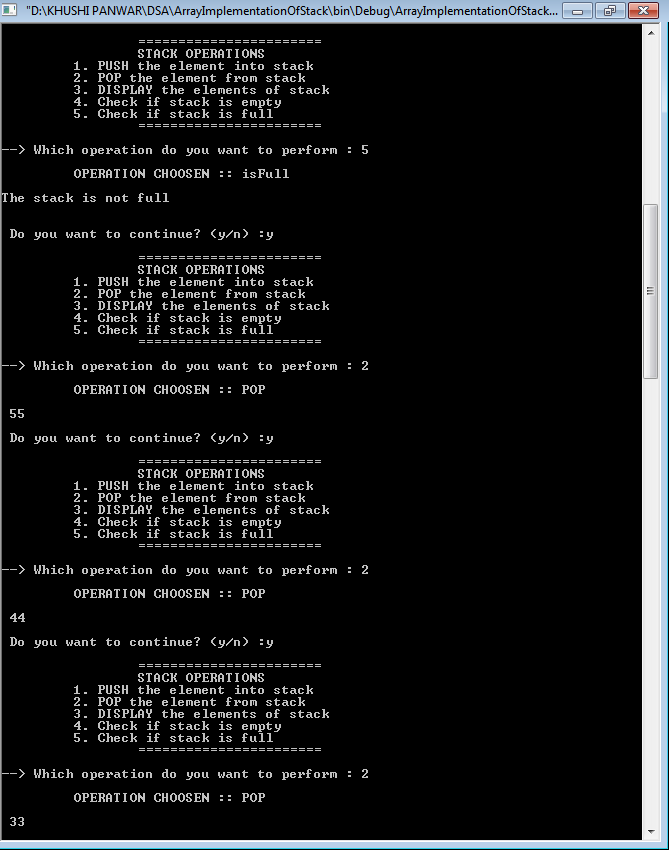 "D:\KHUSHI PANWAR\DSA\ArrayImplementationOfStack\bin\Debug\ArrayImplementationOfStack...
=======================
STACK OPERATIONS
1. PUSH the element into stack
2. POP the element from stack
3. DISPLAY the elements of stack
4. Check if stack is empty
5. Check if stack is full
=======================
--> Which operation do you want to perform : 5
OPERATION CHOOSEN :: isFull
The stack is not full
Do you want to continue? (y/n) :y
=======================
STACK OPERATIONS
1. PUSH the element into stack
2. POP the element from stack
3. DISPLAY the elements of stack
4. Check if stack is empty
5. Check if stack is full
=======================
--> Which operation do you want to perform : 2
OPERATION CHOOSEN :: POP
55
Do you want to continue? (y/n) :y
=======================
STACK OPERATIONS
1. PUSH the element into stack
2. POP the element from stack
3. DISPLAY the elements of stack
4. Check if stack is empty
5. Check if stack is full
=======================
--> Which operation do you want to perform : 2
OPERATION CHOOSEN :: POP
44
Do you want to continue? (y/n) :y
=======================
STACK OPERATIONS
1. PUSH the element into stack
2. POP the element from stack
3. DISPLAY the elements of stack
4. Check if stack is empty
5. Check if stack is full
=======================
--> Which operation do you want to perform : 2
OPERATION CHOOSEN :: POP
33